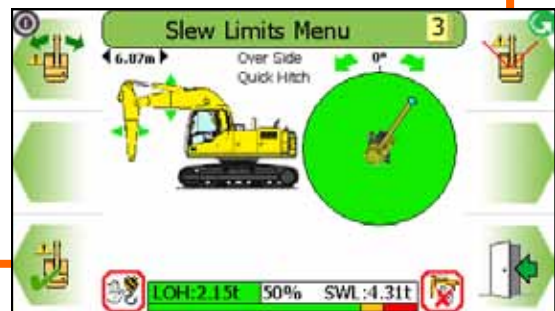 Slew Limits Menu
3
6.07m
Over Side
0°
Quick Hitch
LOH:2.15t 50% SWL:4.31t